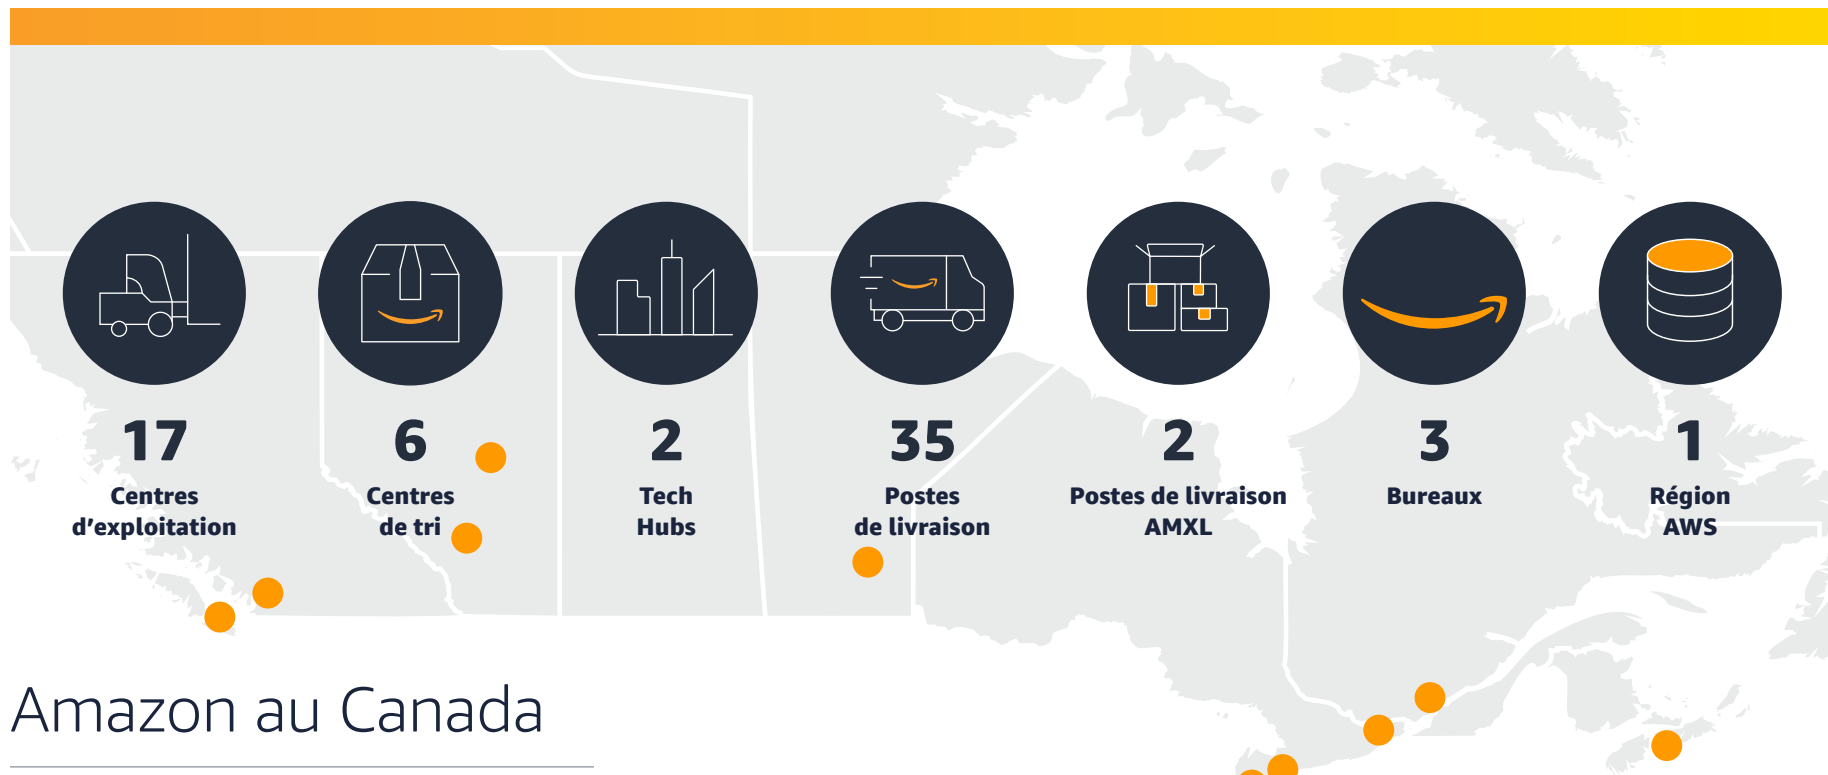 17
Centres
d’exploitation
6
Centres
de tri
2
Tech
Hubs
35
Postes
de livraison
2
Postes de livraison
AMXL
3
Bureaux
1
Région
AWS
Amazon au Canada